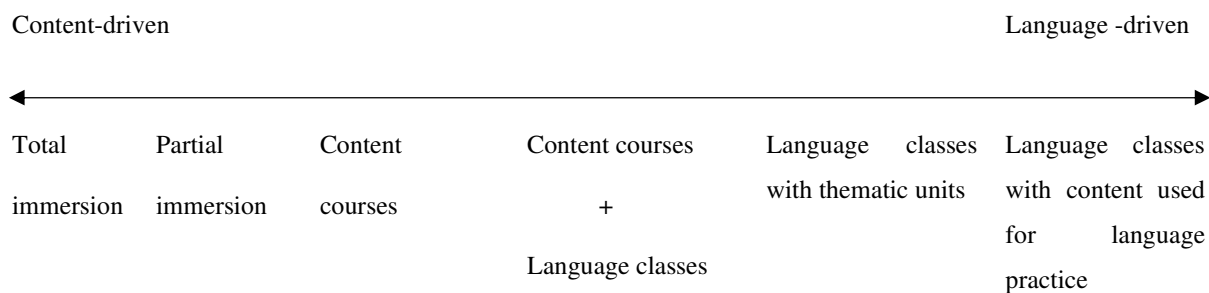 Content-driven
Language -driven
Total
immersion
Partial
immersion
Content
courses
Content courses
+
Language classes
Language classes
with thematic units
Language classes
with content used
for language
practice